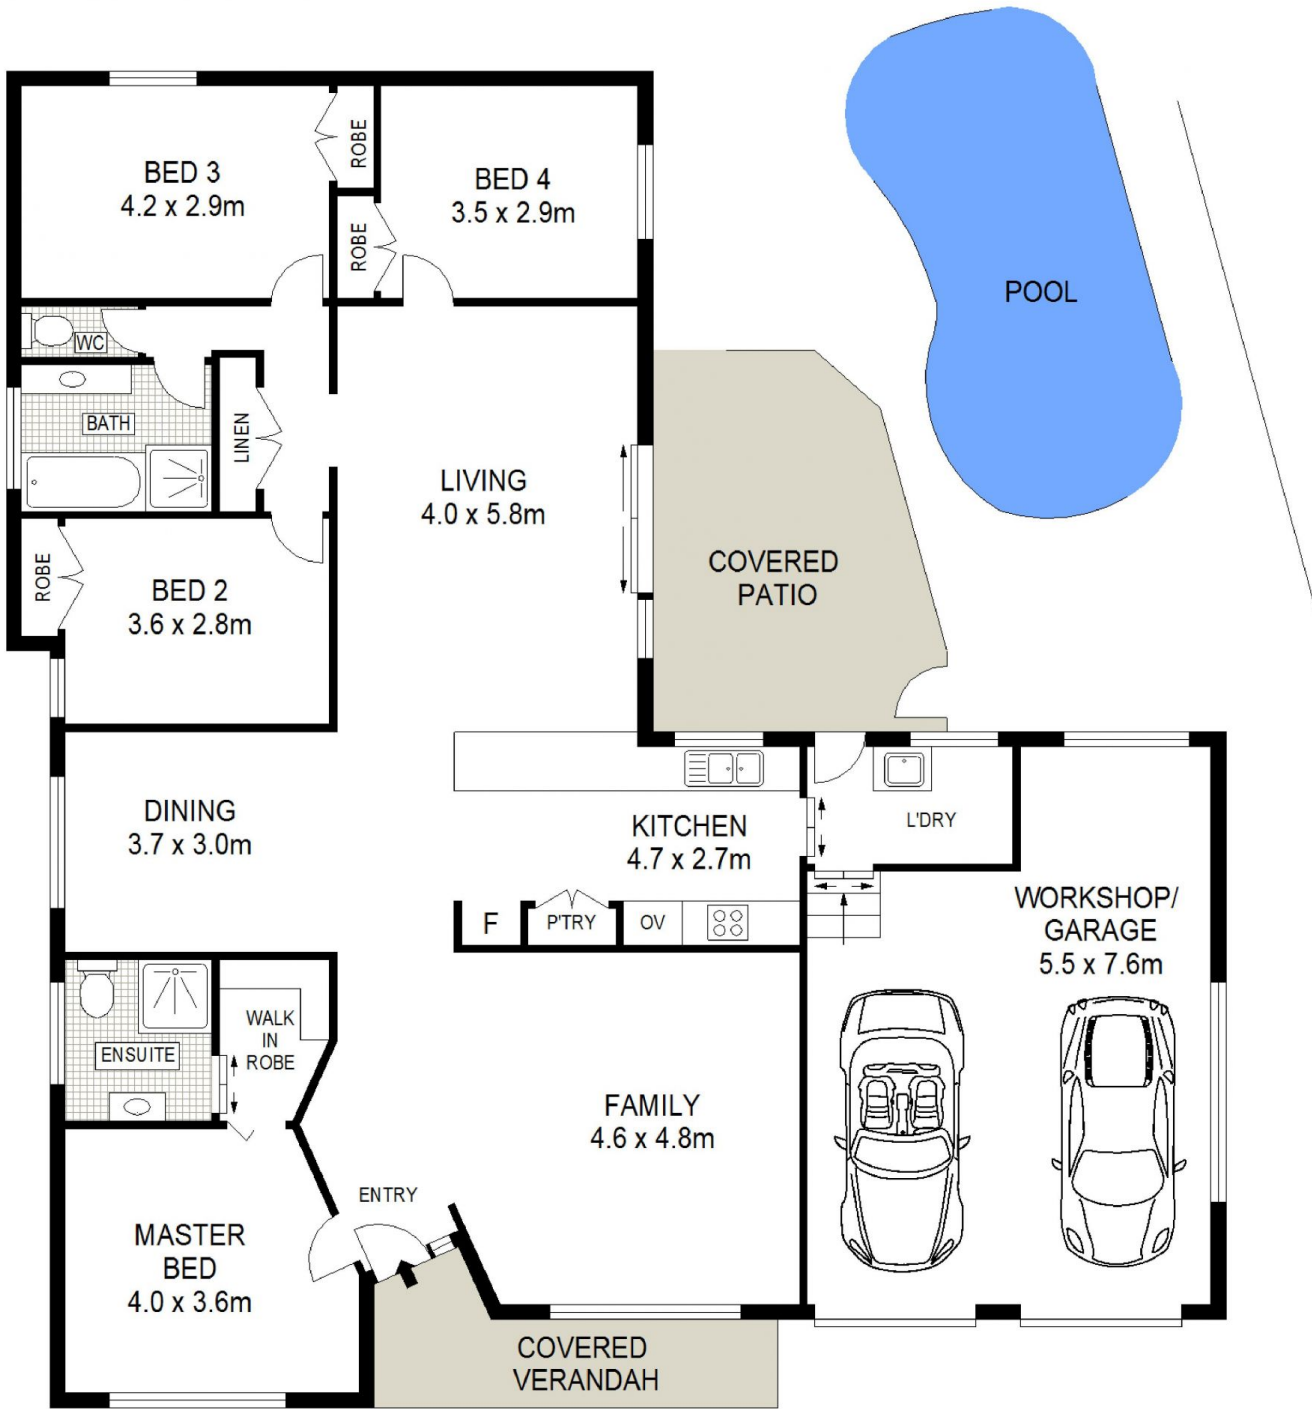 BED 3
4.2 x 2.9m
ROBE
BED 4
3.5 x 2.9m
ROBE
POOL
WC
BATH
LINEN
LIVING
4.0 x 5.8m
COVERED
PATIO
ROBE
BED 2
3.6 x 2.8m
DINING
3.7 x 3.0m
KITCHEN
4.7 x 2.7m
L'DRY
F
P'TRY
OV
WORKSHOP/
GARAGE
5.5 x 7.6m
ENSUITE
WALK
IN
ROBE
FAMILY
4.6 x 4.8m
ENTRY
MASTER
BED
4.0 x 3.6m
COVERED
VERANDAH